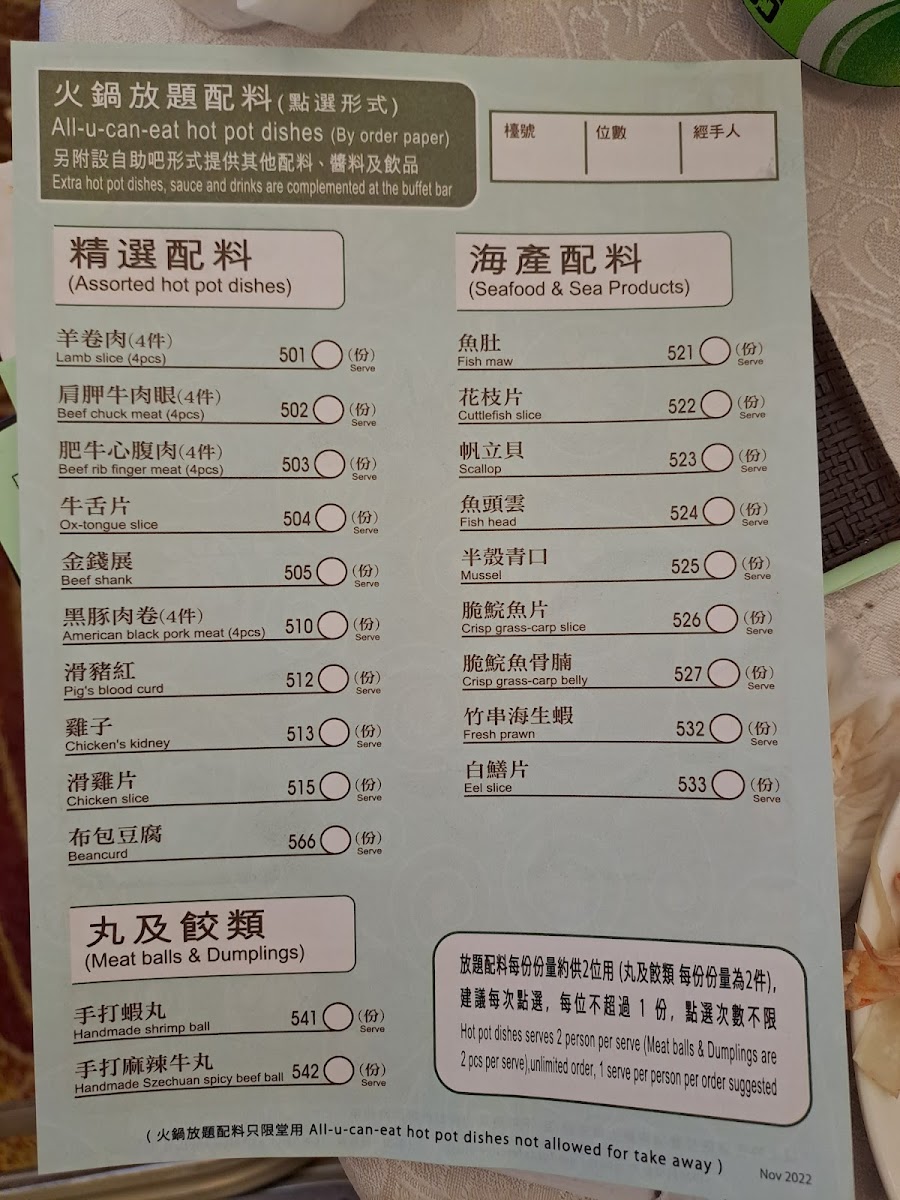 火鍋放題配料(點選形式)
All-u-can-eat hot pot dishes (By order paper)
另附設自助吧形式提供其他配料、醬料及飲品
Extra hot pot dishes, sauce and drinks are complemented at the buffet bar
檯號 位數 經手人
精選配料
(Assorted hot pot dishes)
羊卷肉(4件)
Lamb slice (4pcs) 501 (份) Serve
肩胛牛肉眼(4件)
Beef chuck meat (4pcs) 502 (份) Serve
肥牛心腹肉(4件)
Beef rib finger meat (4pcs) 503 (份) Serve
牛舌片
Ox-tongue slice 504 (份) Serve
金錢展
Beef shank 505 (份) Serve
黑豚肉卷(4件)
American black pork meat (4pcs) 510 (份) Serve
滑豬紅
Pig's blood curd 512 (份) Serve
雞子
Chicken's kidney 513 (份) Serve
滑雞片
Chicken slice 515 (份) Serve
布包豆腐
Beancurd 566 (份) Serve
丸及餃類
(Meat balls & Dumplings)
手打蝦丸
Handmade shrimp ball 541 (份) Serve
手打麻辣牛丸
Handmade Szechuan spicy beef ball 542 (份) Serve
海產配料
(Seafood & Sea Products)
魚肚
Fish maw 521 (份) Serve
花枝片
Cuttlefish slice 522 (份) Serve
帆立貝
Scallop 523 (份) Serve
魚頭雲
Fish head 524 (份) Serve
半殼青口
Mussel 525 (份) Serve
脆鯇魚片
Crisp grass-carp slice 526 (份) Serve
脆鯇魚骨腩
Crisp grass-carp belly 527 (份) Serve
竹串海生蝦
Fresh prawn 532 (份) Serve
白鱔片
Eel slice 533 (份) Serve
放題配料每份份量約供2位用 (丸及餃類 每份份量為2件),
建議每次點選, 每位不超過 1 份, 點選次數不限
Hot pot dishes serves 2 person per serve (Meat balls & Dumplings are
2 pcs per serve),unlimited order, 1 serve per person per order suggested
( 火鍋放題配料只限堂用 All-u-can-eat hot pot dishes not allowed for take away )
Nov 2022